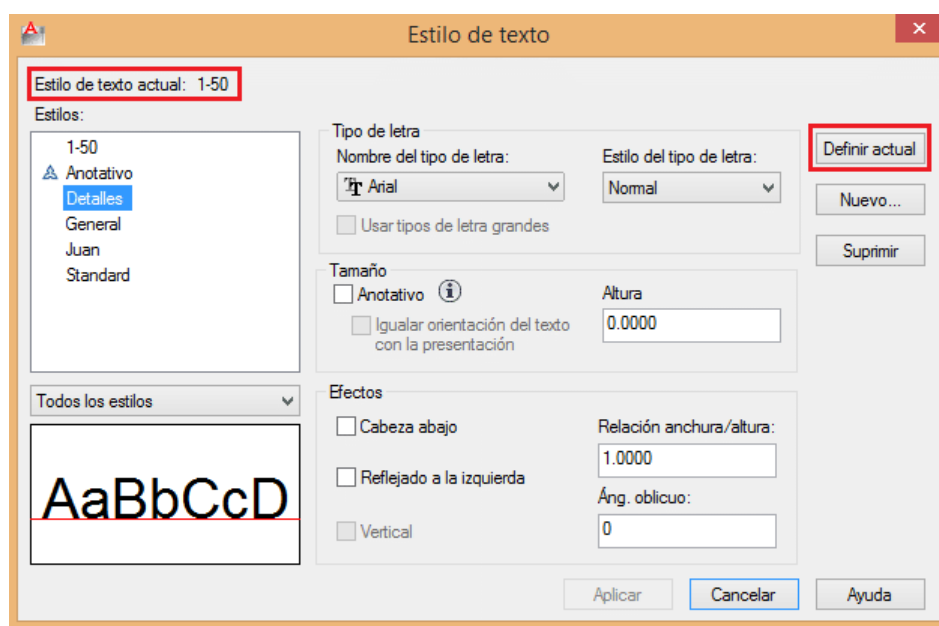 Estilo de texto
Estilo de texto actual: 1-50
Estilos:
1-50
Anotativo
Detalles
General
Juan
Standard
Todos los estilos
AaBbCcD
Tipo de letra
Nombre del tipo de letra:
Arial
Usar tipos de letra grandes
Estilo del tipo de letra:
Normal
Tamaño
Anotativo
Igualar orientación del texto
con la presentación
Altura
0.0000
Efectos
Cabeza abajo
Reflejado a la izquierda
Vertical
Relación anchura/altura:
1.0000
Áng. oblicuo:
0
Definir actual
Nuevo...
Suprimir
Aplicar
Cancelar
Ayuda